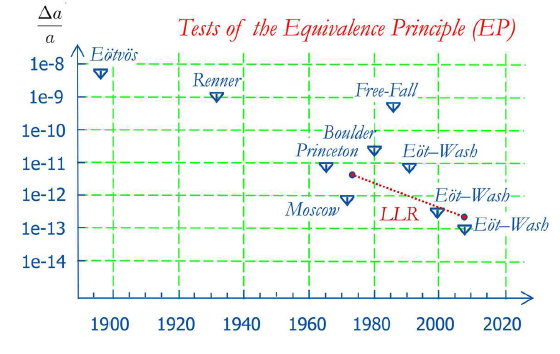 Δa
a
Tests of the Equivalence Principle (EP)
Eötvös
1e-8
Renner
Free-Fall
1e-9
1e-10
Boulder
Princeton
Eöt–Wash
1e-11
1e-12
Moscow
LLR
Eöt–Wash
1e-13
Eöt–Wash
1e-14
1900 1920 1940 1960 1980 2000 2020